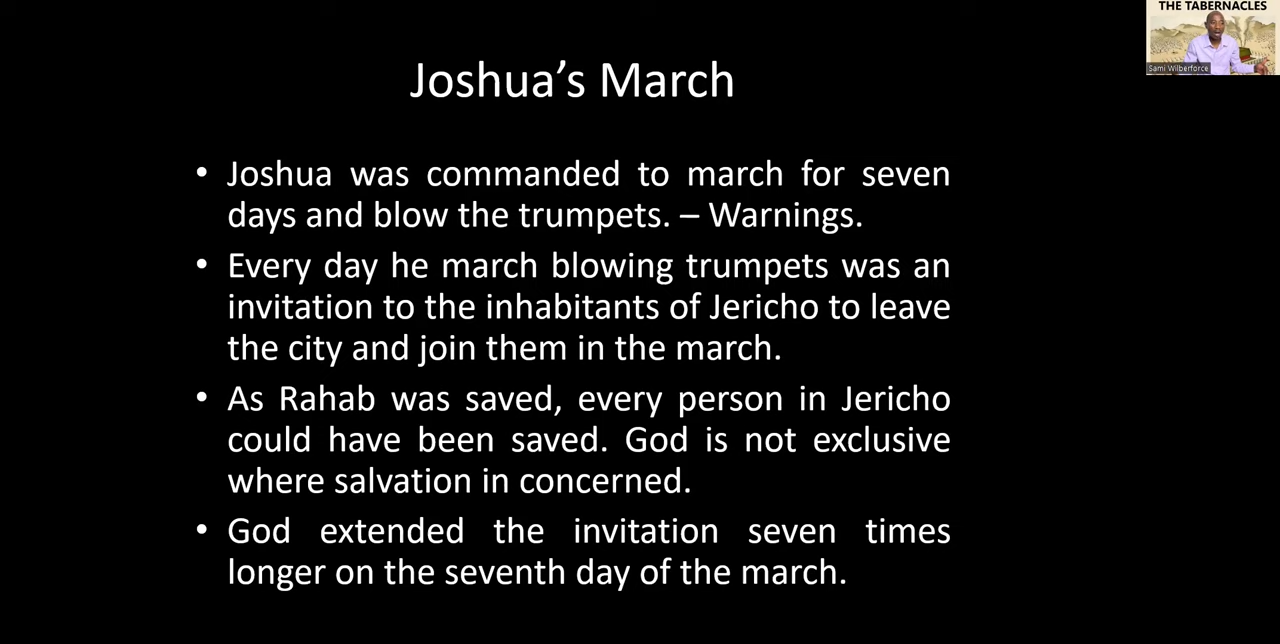 THE TABERNACLES
Sami Wilberforce
Joshua’s March
• Joshua was commanded to march for seven
days and blow the trumpets. – Warnings.
• Every day he march blowing trumpets was an
invitation to the inhabitants of Jericho to leave
the city and join them in the march.
• As Rahab was saved, every person in Jericho
could have been saved. God is not exclusive
where salvation in concerned.
• God extended the invitation seven times
longer on the seventh day of the march.